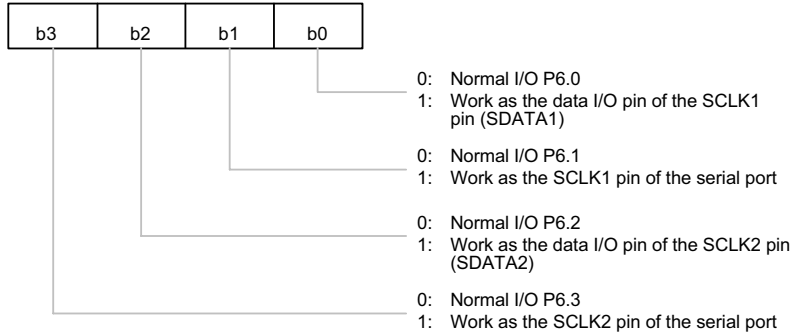 b3 b2 b1 b0
0: Normal I/O P6.0
1: Work as the data I/O pin of the SCLK1
pin (SDATA1)
0: Normal I/O P6.1
1: Work as the SCLK1 pin of the serial port
0: Normal I/O P6.2
1: Work as the data I/O pin of the SCLK2 pin
(SDATA2)
0: Normal I/O P6.3
1: Work as the SCLK2 pin of the serial port